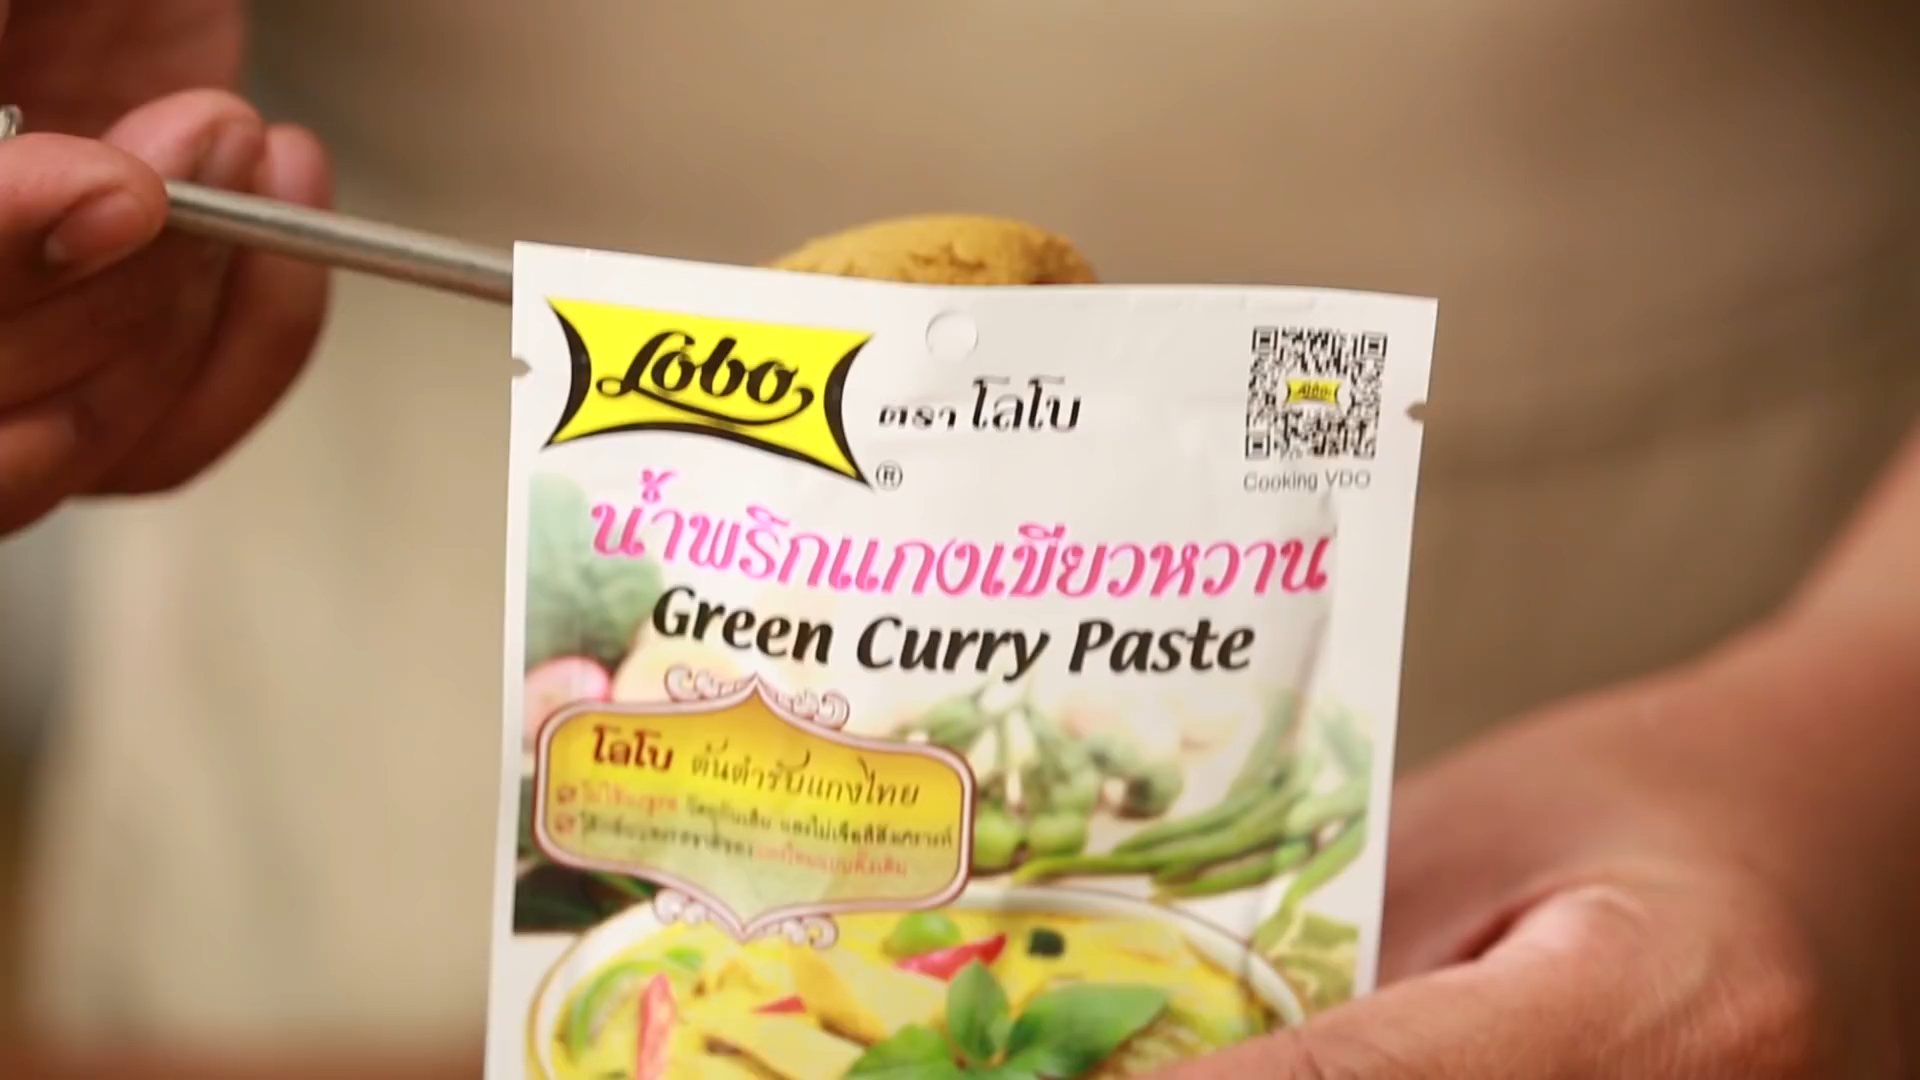 Lobo
®
ตรา โลโบ
Cooking VDO
น้ำพริกแกงเขียวหวาน
Green Curry Paste
โลโบ ต้นตำรับแกงไทย